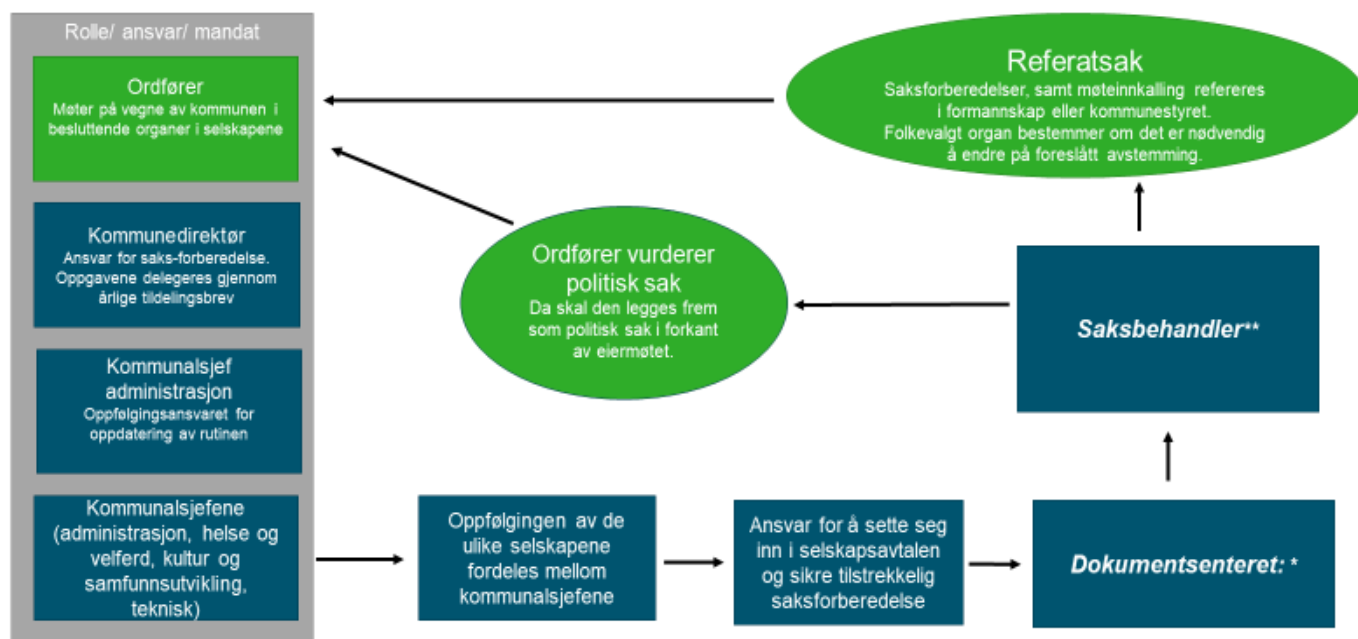 Rolle/ ansvar/ mandat
Ordfører
Møter på vegne av kommunen i
besluttende organer i selskapene
Kommunedirektør
Ansvar for saks-forberedelse.
Oppgavene delegeres gjennom
årlige tildelingsbrev
Kommunalsjef
administrasjon
Oppfølgingsansvaret for
oppdatering av rutinen
Kommunalsjefene
(administrasjon, helse og
velferd, kultur og
samfunnsutvikling,
teknisk)
Oppfølgingen av de
ulike selskapene
fordeles mellom
kommunalsjefene
Ansvar for å sette seg
inn i selskapsavtalen
og sikre tilstrekkelig
saksforberedelse
Dokumentsenteret: *
Saksbehandler**
Ordfører vurderer
politisk sak
Da skal den legges frem
som politisk sak i forkant
av eiermøtet.
Referatsak
Saksforberedelser, samt møteinnkalling refereres
i formannskap eller kommunestyret.
Folkevalgt organ bestemmer om det er nødvendig
å endre på foreslått avstemming.